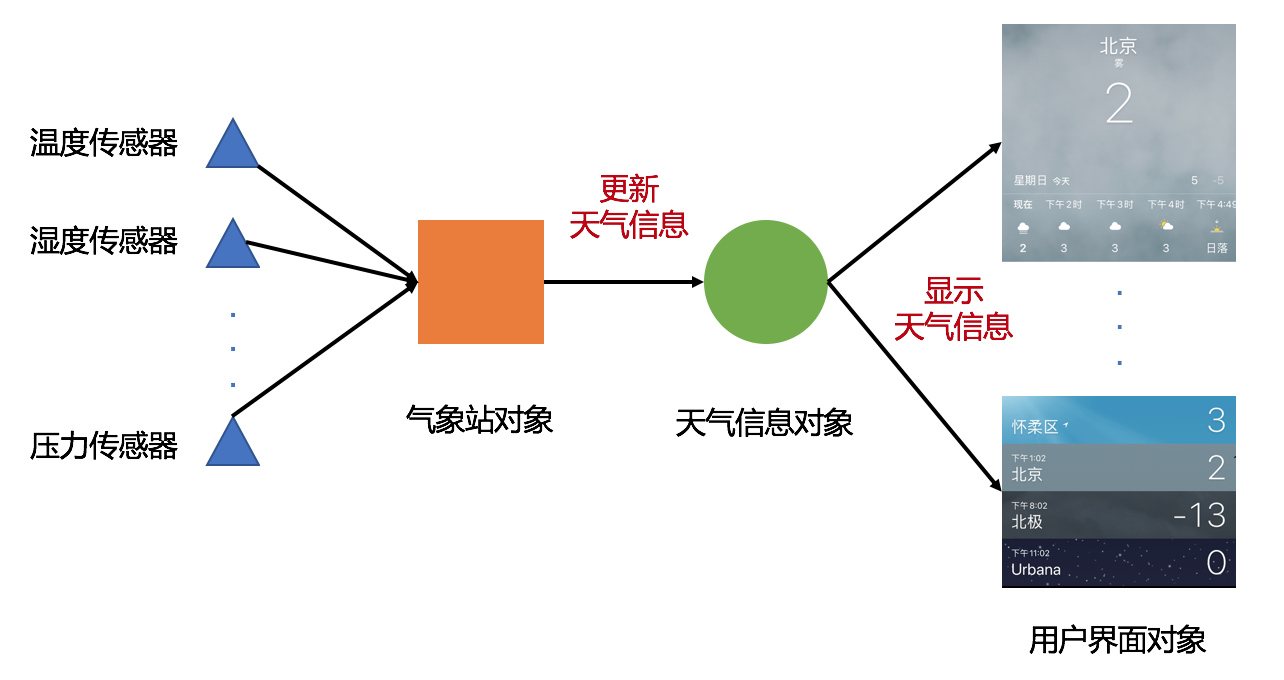 温度传感器
湿度传感器
压力传感器
气象站对象
更新
天气信息
天气信息对象
显示
天气信息
北京
雾
2
星期日 今天 5 -5
现在 下午2时 下午3时 下午4时 下午4:49
2 3 3 3 日落
怀柔区 3
下午1:02
北京 2
下午8:02
北极 -13
下午11:02
Urbana 0
用户界面对象